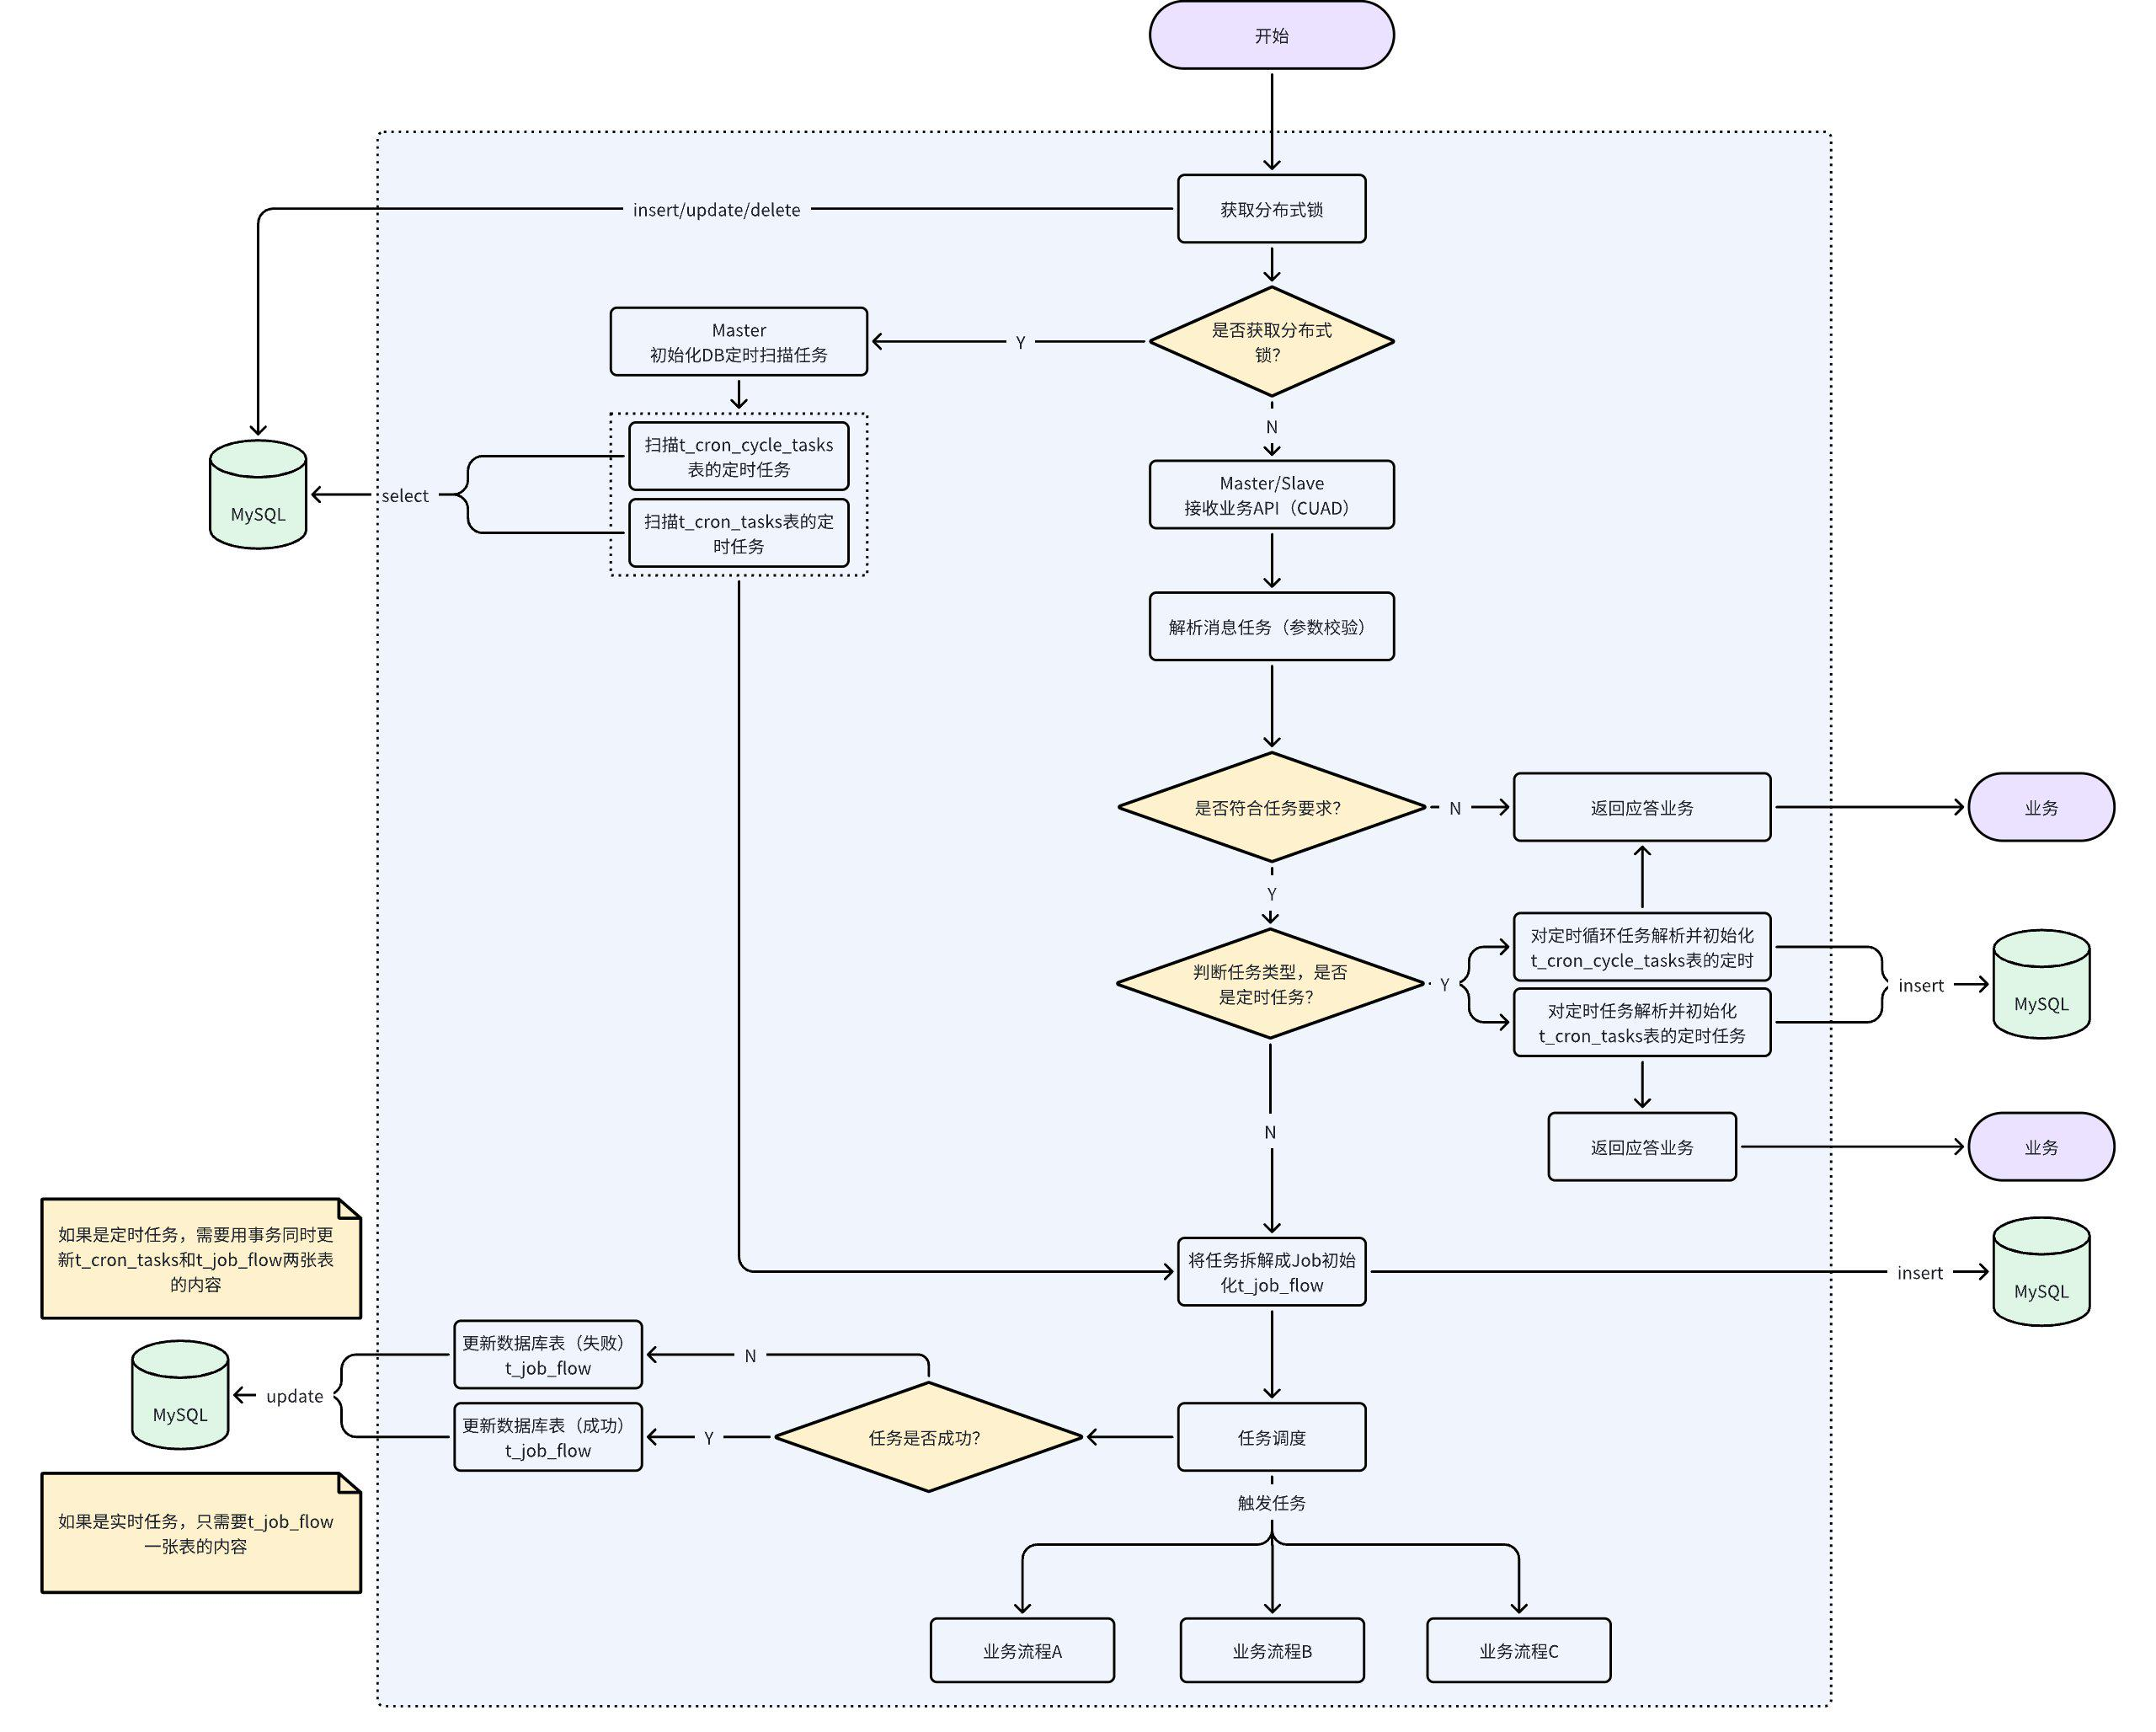 开始
获取分布式锁
insert/update/delete
是否获取分布式
锁?
Y
Master
初始化DB定时扫描任务
N
扫描t_cron_cycle_tasks
表的定时任务
扫描t_cron_tasks表的定
时任务
select
MySQL
Master/Slave
接收业务API（CUAD）
解析消息任务（参数校验）
是否符合任务要求?
N
返回应答业务
业务
Y
判断任务类型，是否
是定时任务?
Y
对定时循环任务解析并初始化
t_cron_cycle_tasks表的定时
对定时任务解析并初始化
t_cron_tasks表的定时任务
insert
MySQL
N
返回应答业务
业务
如果是定时任务，需要用事务同时更
新t_cron_tasks和t_job_flow两张表
的内容
将任务拆解成Job初始
化t_job_flow
insert
MySQL
更新数据库表（失败）
t_job_flow
N
update
MySQL
更新数据库表（成功）
t_job_flow
Y
任务是否成功?
任务调度
触发任务
如果是实时任务，只需要t_job_flow
一张表的内容
业务流程A
业务流程B
业务流程C